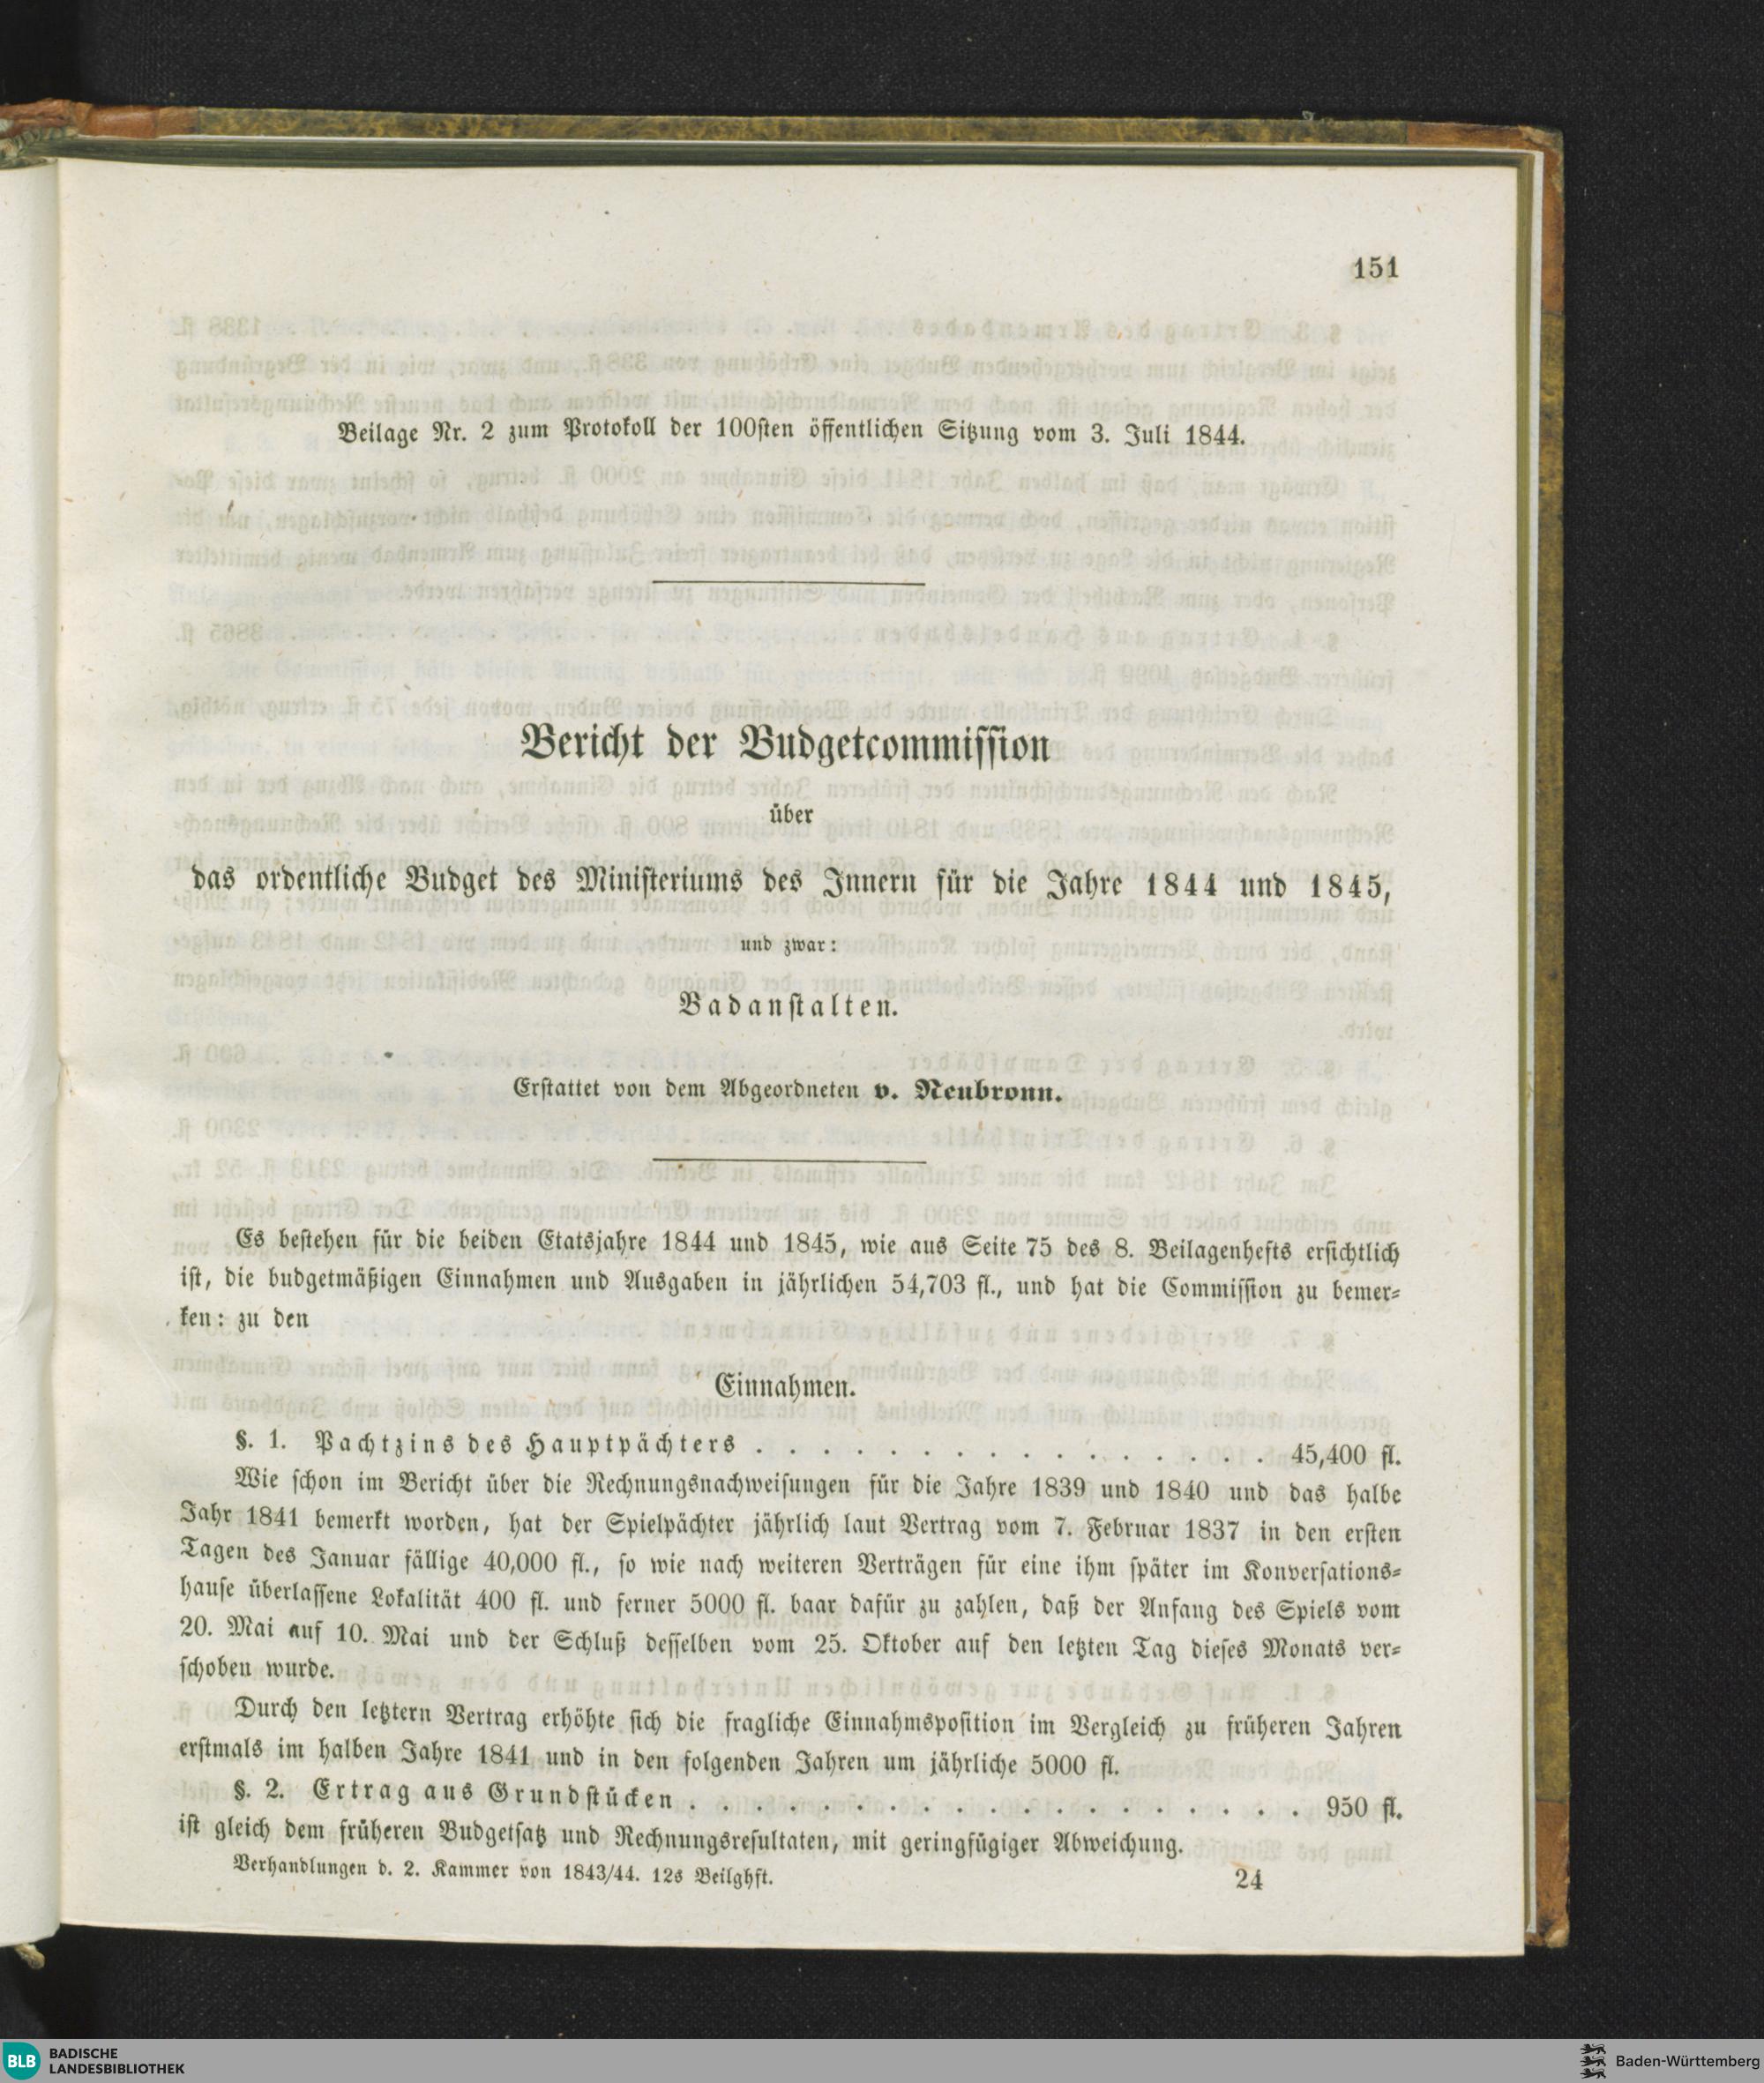 151
Beilage Nr. 2 zum Protokoll der 100sten öffentlichen Sitzung vom 3. Juli 1844.
Bericht der Budgetcommission
über
das ordentliche Budget des Ministeriums des Innern für die Jahre 1844 und 1845,
und zwar:
Badanstalten.
Erstattet von dem Abgeordneten v. Neubronn.
Es bestehen für die beiden Etatsjahre 1844 und 1845, wie aus Seite 75 des 8. Beilagenhefts ersichtlich
ist, die budgetmäßigen Einnahmen und Ausgaben in jährlichen 54,703 fl., und hat die Commission zu bemer-
ken: zu den
Einnahmen.
§. 1. Pachtzins des Hauptpächters . . . . . . . . . . . . . . . . 45,400 fl.
Wie schon im Bericht über die Rechnungsnachweisungen für die Jahre 1839 und 1840 und das halbe
Jahr 1841 bemerkt worden, hat der Spielpächter jährlich laut Vertrag vom 7. Februar 1837 in den ersten
Tagen des Januar fällige 40,000 fl., so wie nach weiteren Verträgen für eine ihm später im Konversations-
hause überlassene Lokalität 400 fl. und ferner 5000 fl. baar dafür zu zahlen, daß der Anfang des Spiels vom
20. Mai auf 10. Mai und der Schluß desselben vom 25. Oktober auf den letzten Tag dieses Monats ver-
schoben wurde.
Durch den letztern Vertrag erhöhte sich die fragliche Einnahmsposition im Vergleich zu früheren Jahren
erstmals im halben Jahre 1841 und in den folgenden Jahren um jährliche 5000 fl.
§. 2. Ertrag aus Grundstücken . . . . . . . . . . . . . . . . . . . 950 fl.
ist gleich dem früheren Budgetsatz und Rechnungsresultaten, mit geringfügiger Abweichung.
Verhandlungen d. 2. Kammer von 1843/44. 12s Beilghft.
24
BLB
BADISCHE
LANDESBIBLIOTHEK
Baden-Württemberg